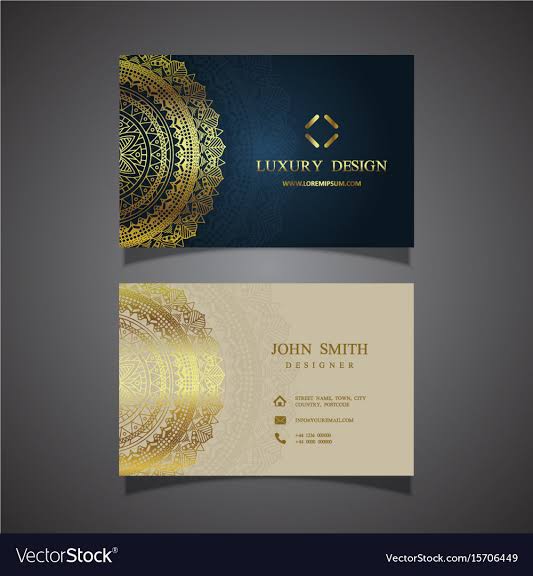 LUXURY DESIGN
WWW.LOREMIPSUM.COM
JOHN SMITH
DESIGNER
STREET NAME, TOWN, CITY
COUNTRY, POSTCODE
INFO@YOUREMAIL.COM
+44 1234 000000
+44 0000 000000
VectorStock®
VectorStock.com/15706449